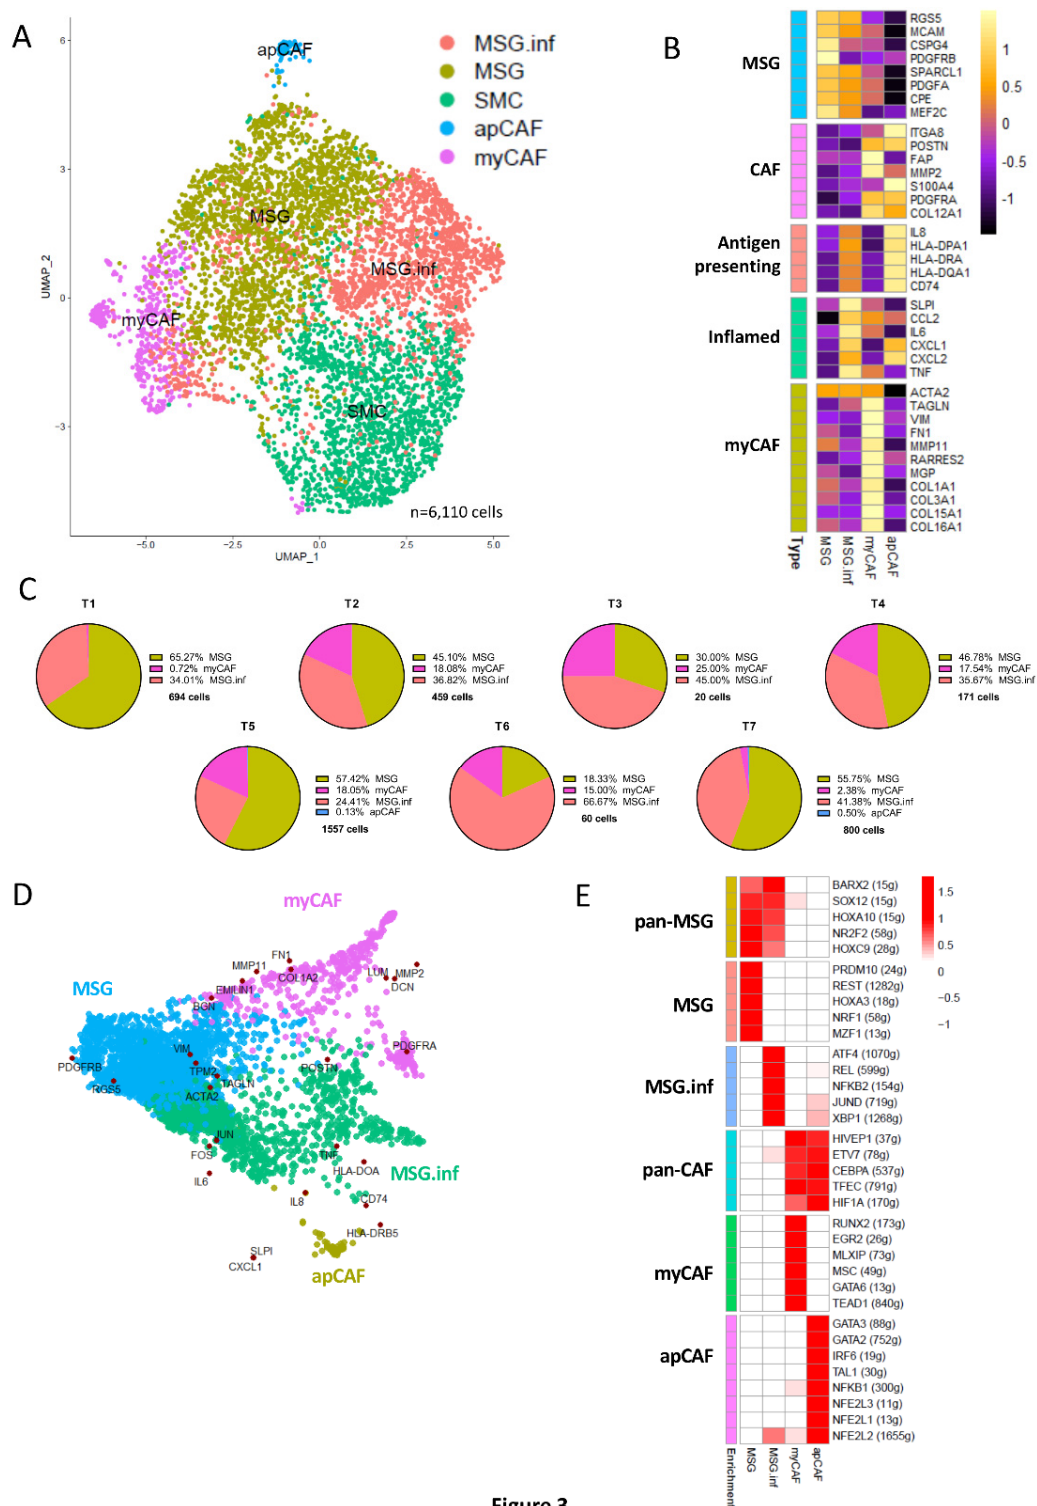 A
6
3
0
−3
UMAP_2
−5.0
−2.5
0.0
2.5
5.0
UMAP_1
apCAF
MSG
MSG.inf
myCAF
SMC
n=6,110 cells
MSG.inf
MSG
SMC
apCAF
myCAF
B
MSG
RGS5
MCAM
CSPG4
PDGFRB
SPARCL1
PDGFA
CPE
MEF2C
CAF
ITGA8
POSTN
FAP
MMP2
S100A4
PDGFRA
COL12A1
Antigen
presenting
IL8
HLA-DPA1
HLA-DRA
HLA-DQA1
CD74
Inflamed
SLPI
CCL2
IL6
CXCL1
CXCL2
TNF
myCAF
ACTA2
TAGLN
VIM
FN1
MMP11
RARRES2
MGP
COL1A1
COL3A1
COL15A1
COL16A1
Type
MSG
MSG.inf
myCAF
apCAF
1
0.5
0
-0.5
-1
C
T1
65.27% MSG
0.72% myCAF
34.01% MSG.inf
694 cells
T2
45.10% MSG
18.08% myCAF
36.82% MSG.inf
459 cells
T3
30.00% MSG
25.00% myCAF
45.00% MSG.inf
20 cells
T4
46.78% MSG
17.54% myCAF
35.67% MSG.inf
171 cells
T5
57.42% MSG
18.05% myCAF
24.41% MSG.inf
0.13% apCAF
1557 cells
T6
18.33% MSG
15.00% myCAF
66.67% MSG.inf
60 cells
T7
55.75% MSG
2.38% myCAF
41.38% MSG.inf
0.50% apCAF
800 cells
D
myCAF
FN1
MMP11
COL1A2
LUM
MMP2
DCN
EMILIN1
BGN
MSG
VIM
PDGFRB
TPM2
RGS5
TAGLN
ACTA2
POSTN
PDGFRA
JUN
FOS
TNF
MSG.inf
HLA-DOA
IL6
IL8
CD74
HLA-DRB5
SLPI
CXCL1
apCAF
E
pan-MSG
BARX2 (15g)
SOX12 (15g)
HOXA10 (15g)
NR2F2 (58g)
HOXC9 (28g)
MSG
PRDM10 (24g)
REST (1282g)
HOXA3 (18g)
NRF1 (58g)
MZF1 (13g)
MSG.inf
ATF4 (1070g)
REL (599g)
NFKB2 (154g)
JUND (719g)
XBP1 (1268g)
pan-CAF
HIVEP1 (37g)
ETV7 (78g)
CEBPA (537g)
TFEC (791g)
HIF1A (170g)
myCAF
RUNX2 (173g)
EGR2 (26g)
MLXIP (73g)
MSC (49g)
GATA6 (13g)
TEAD1 (840g)
apCAF
GATA3 (88g)
GATA2 (752g)
IRF6 (19g)
TAL1 (30g)
NFKB1 (300g)
NFE2L3 (11g)
NFE2L1 (13g)
NFE2L2 (1655g)
Enrichment
MSG
MSG.inf
myCAF
apCAF
1.5
1
0.5
0
−0.5
−1
Figure 3